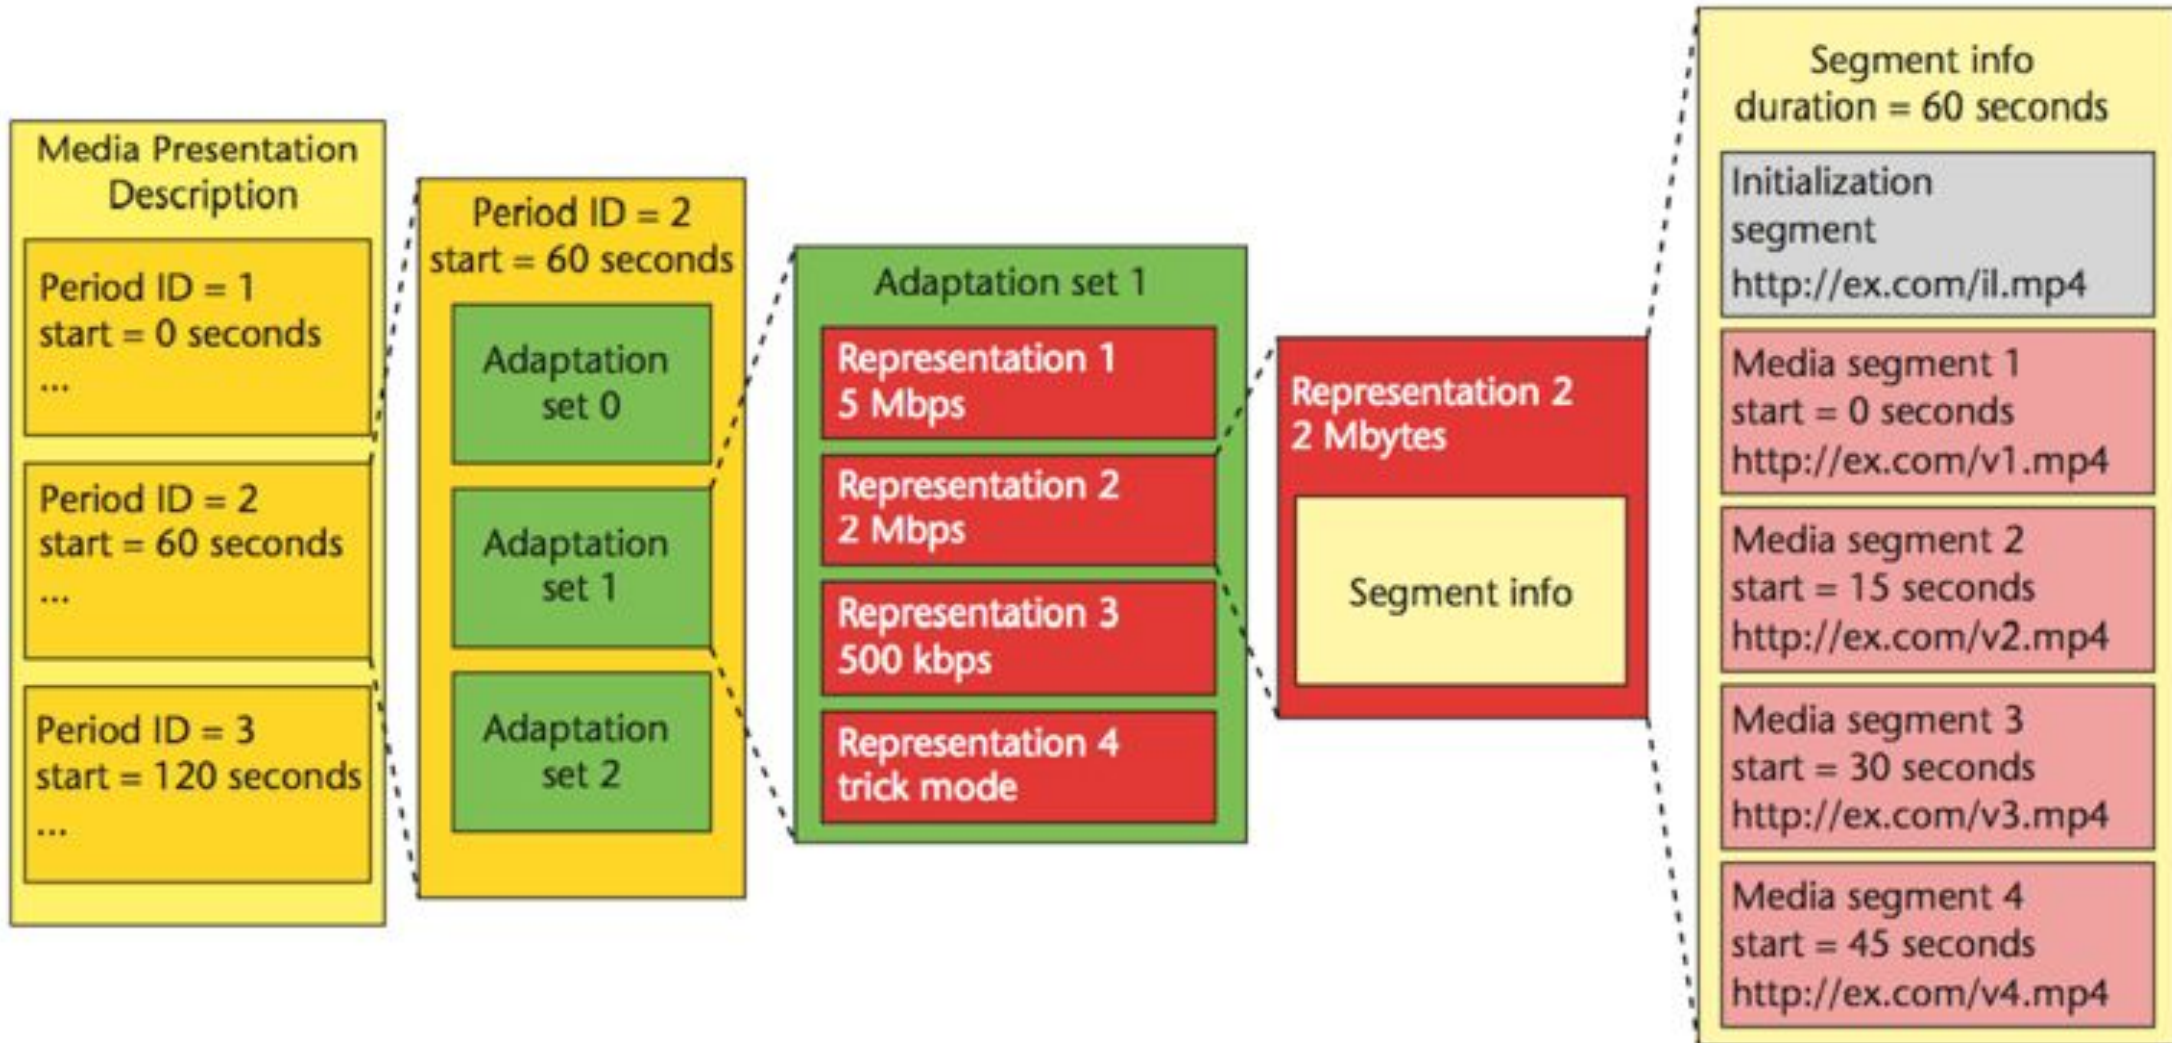 Media Presentation
Description
Period ID = 1
start = 0 seconds
...
Period ID = 2
start = 60 seconds
...
Period ID = 3
start = 120 seconds
...
Period ID = 2
start = 60 seconds
Adaptation
set 0
Adaptation
set 1
Adaptation
set 2
Adaptation set 1
Representation 1
5 Mbps
Representation 2
2 Mbps
Representation 3
500 kbps
Representation 4
trick mode
Representation 2
2 Mbytes
Segment info
Segment info
duration = 60 seconds
Initialization
segment
http://ex.com/il.mp4
Media segment 1
start = 0 seconds
http://ex.com/v1.mp4
Media segment 2
start = 15 seconds
http://ex.com/v2.mp4
Media segment 3
start = 30 seconds
http://ex.com/v3.mp4
Media segment 4
start = 45 seconds
http://ex.com/v4.mp4